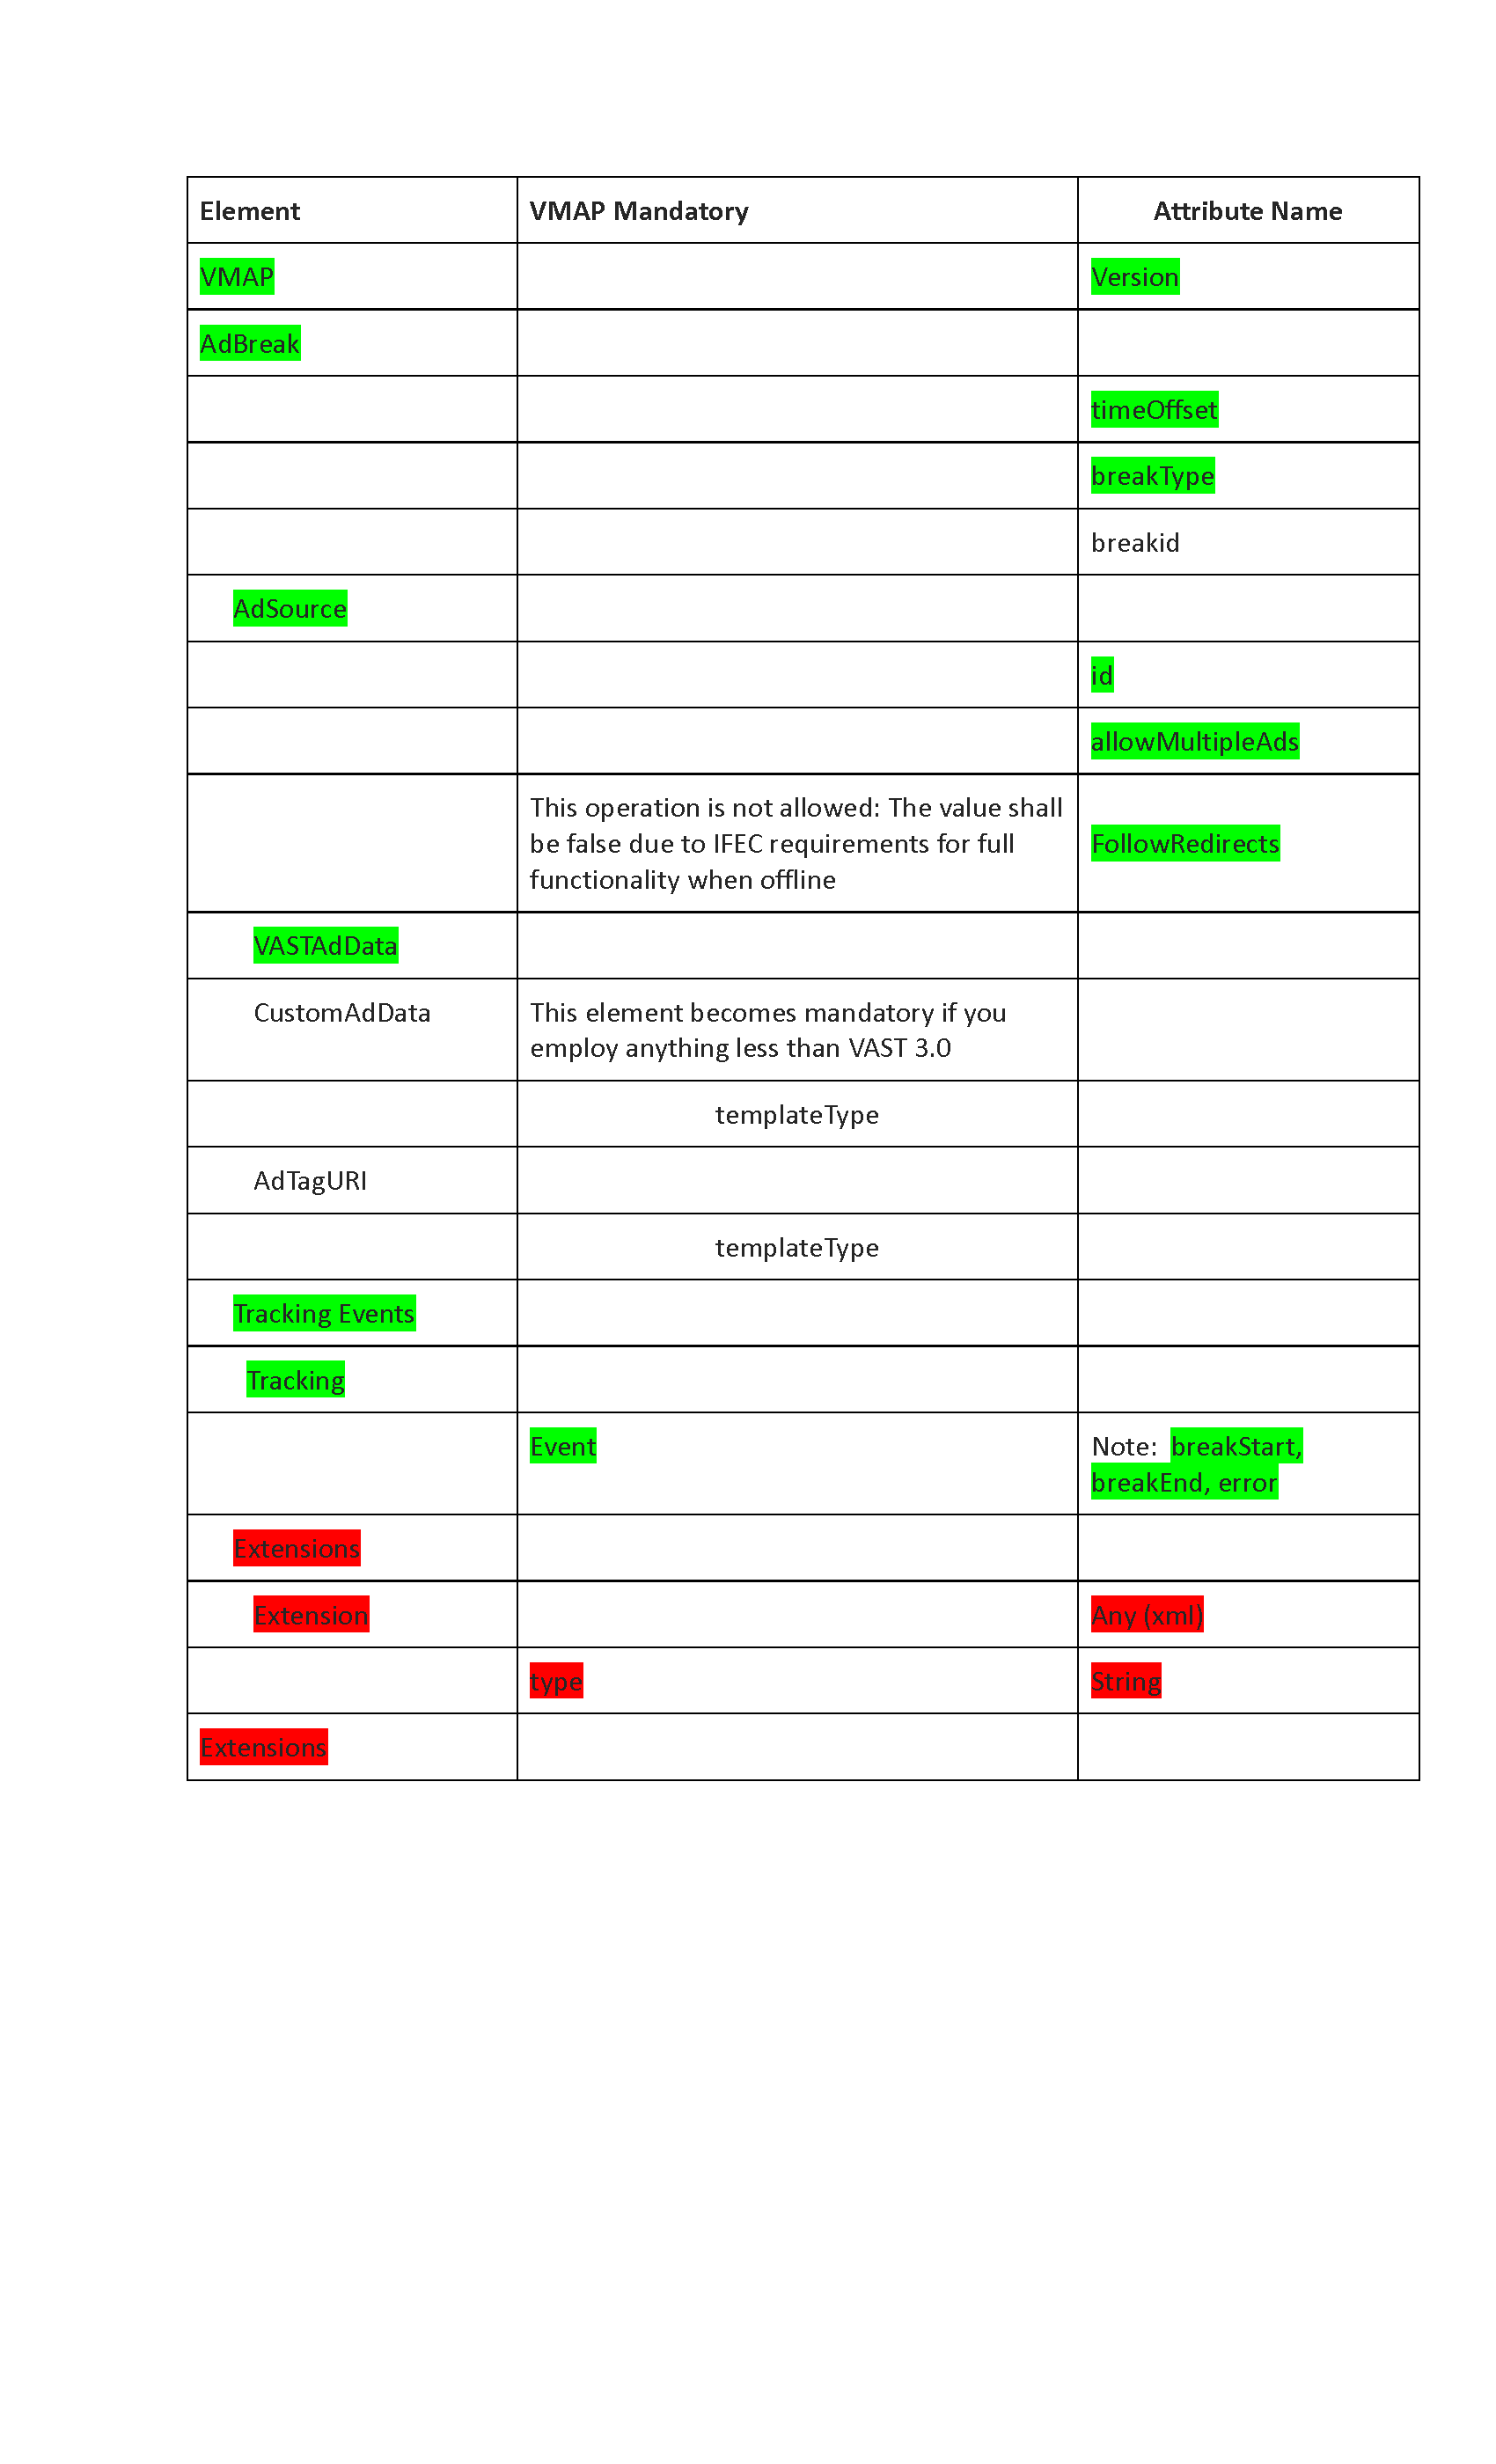 Element VMAP Mandatory Attribute Name
VMAP Version
AdBreak
timeOffset
breakType
breakid
AdSource
id
allowMultipleAds
This operation is not allowed: The value shall
be false due to IFEC requirements for full
functionality when offline
FollowRedirects
VASTAdData
CustomAdData
This element becomes mandatory if you
employ anything less than VAST 3.0
templateType
AdTagURI
templateType
Tracking Events
Tracking
Event
Note: breakStart,
breakEnd, error
Extensions
Extension Any (xml)
type String
Extensions